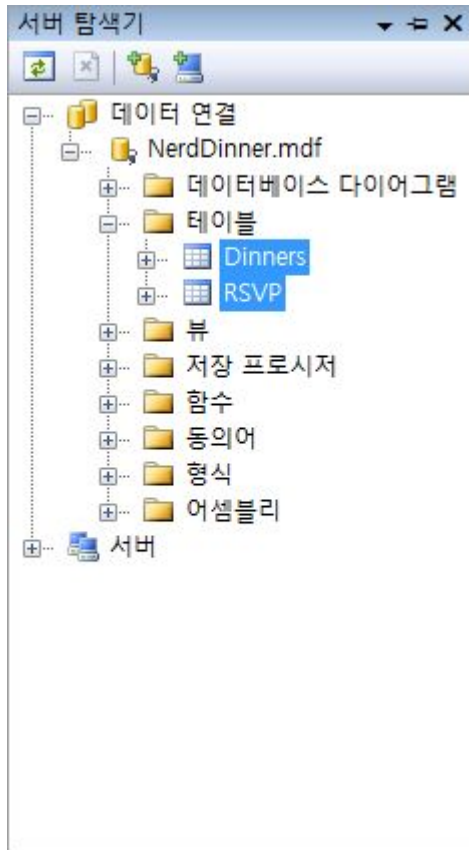 서버 탐색기
데이터 연결
NerdDinner.mdf
데이터베이스 다이어그램
테이블
Dinners
RSVP
뷰
저장 프로시저
함수
동의어
형식
어셈블리
서버